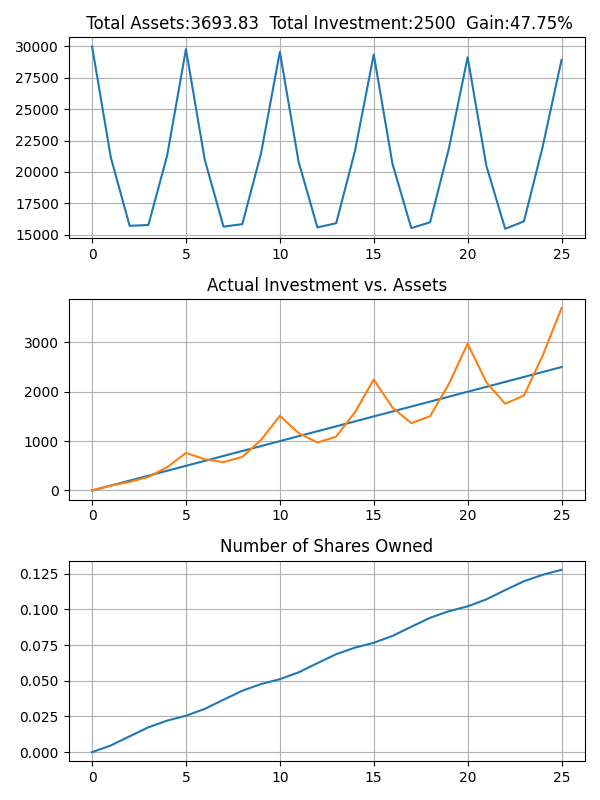 Total Assets:3693.83  Total Investment:2500  Gain:47.75%
30000
27500
25000
22500
20000
17500
15000
0 5 10 15 20 25
Actual Investment vs. Assets
3000
2000
1000
0
0 5 10 15 20 25
Number of Shares Owned
0.125
0.100
0.075
0.050
0.025
0.000
0 5 10 15 20 25